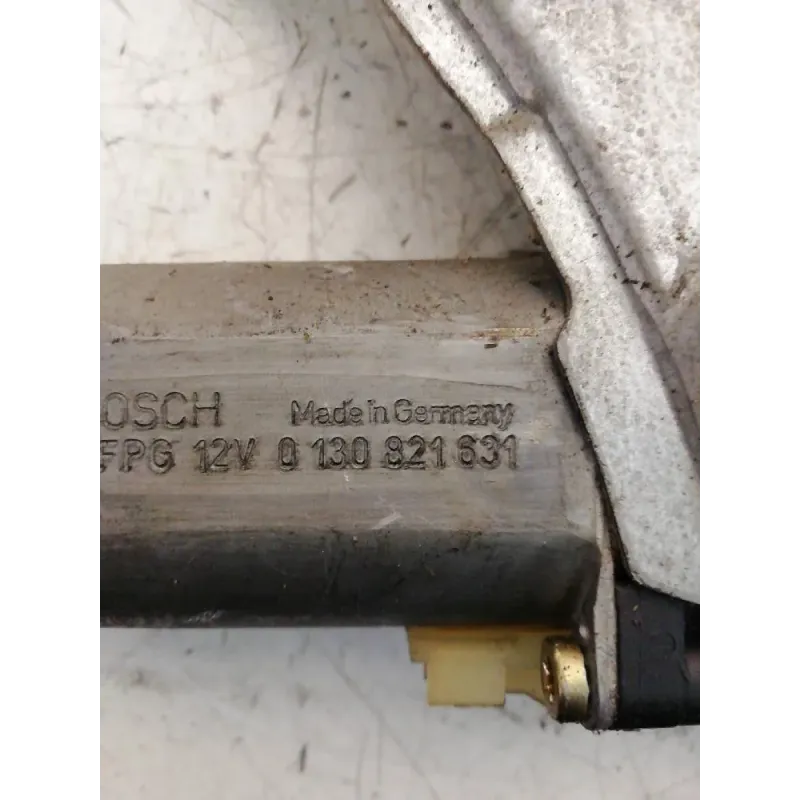 OSCH Made in Germany
FPG 12V 0 130 821 631